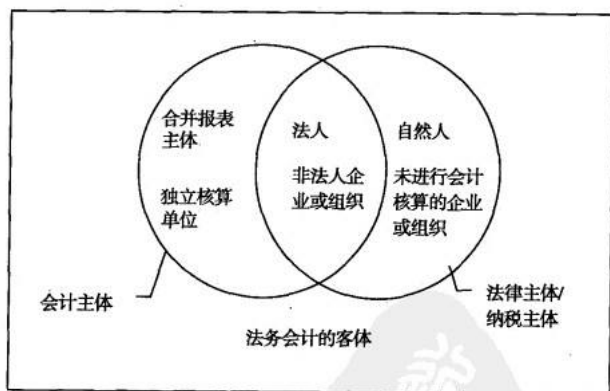 合并报表
主体
独立核算
单位
法人
非法人企
业或组织
自然人
未进行会计
核算的企业
或组织
会计主体
法律主体/
纳税主体
法务会计的客体